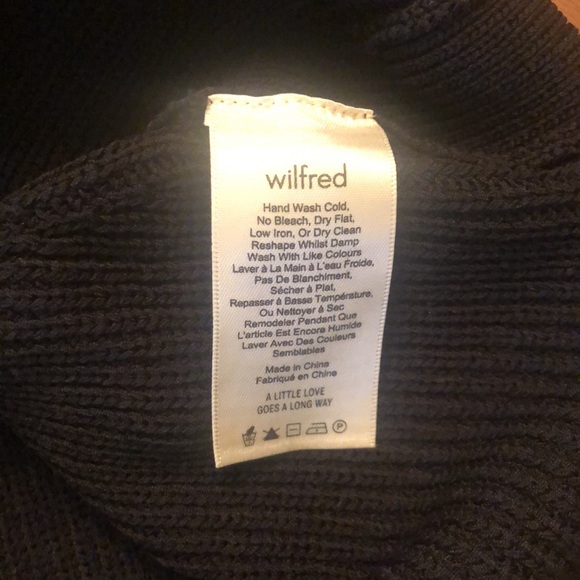 wilfred
Hand Wash Cold,
No Bleach, Dry Flat,
Low Iron, Or Dry Clean
Reshape Whilst Damp
Wash With Like Colours
Laver à La Main à L'eau Froide,
Pas De Blanchiment,
Sécher à Plat,
Repasser à Basse Température,
Ou Nettoyer à Sec
Remodeler Pendant Que
L'article Est Encore Humide
Laver Avec Des Couleurs
Semblables
Made in China
Fabriqué en Chine
A LITTLE LOVE
GOES A LONG WAY
P